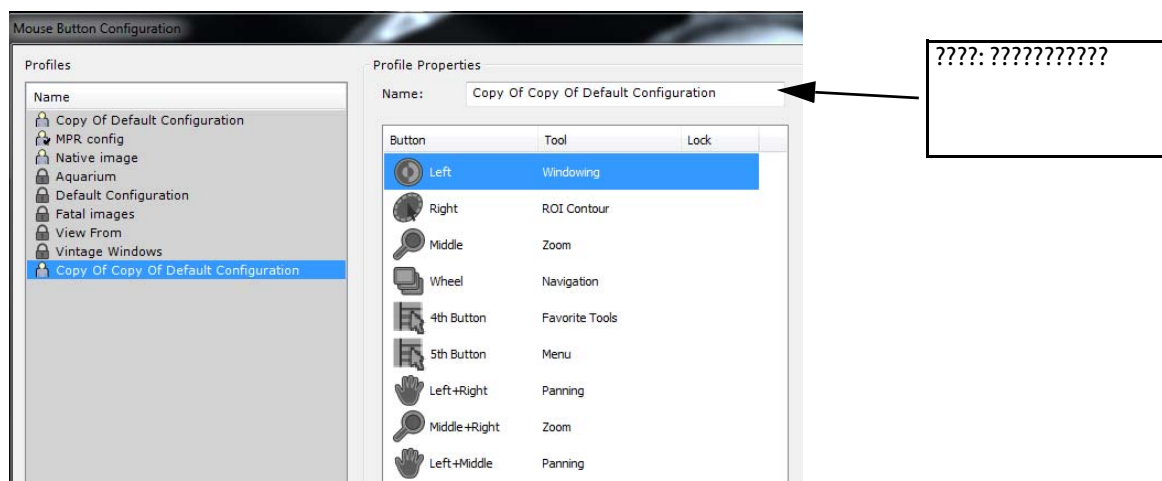 Mouse Button Configuration
Profiles
Name
Copy Of Default Configuration
MPR config
Native image
Aquarium
Default Configuration
Fatal images
View From
Vintage Windows
Copy Of Copy Of Default Configuration
Profile Properties
Name: Copy Of Copy Of Default Configuration
Button Tool Lock
Left Windowing
Right ROI Contour
Middle Zoom
Wheel Navigation
4th Button Favorite Tools
5th Button Menu
Left+Right Panning
Middle+Right Zoom
Left+Middle Panning
????: ???????????